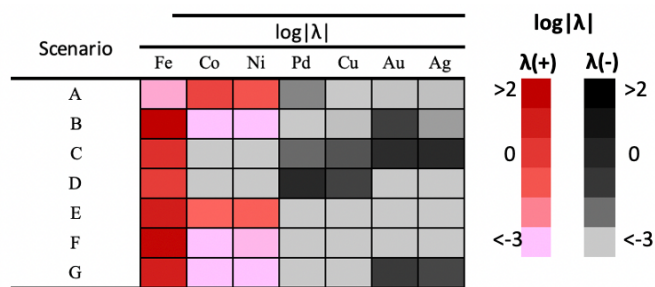 log|λ|
Scenario
Fe Co Ni Pd Cu Au Ag
A
B
C
D
E
F
G
log|λ|
λ(+) λ(-)
>2 >2
0 0
<-3 <-3